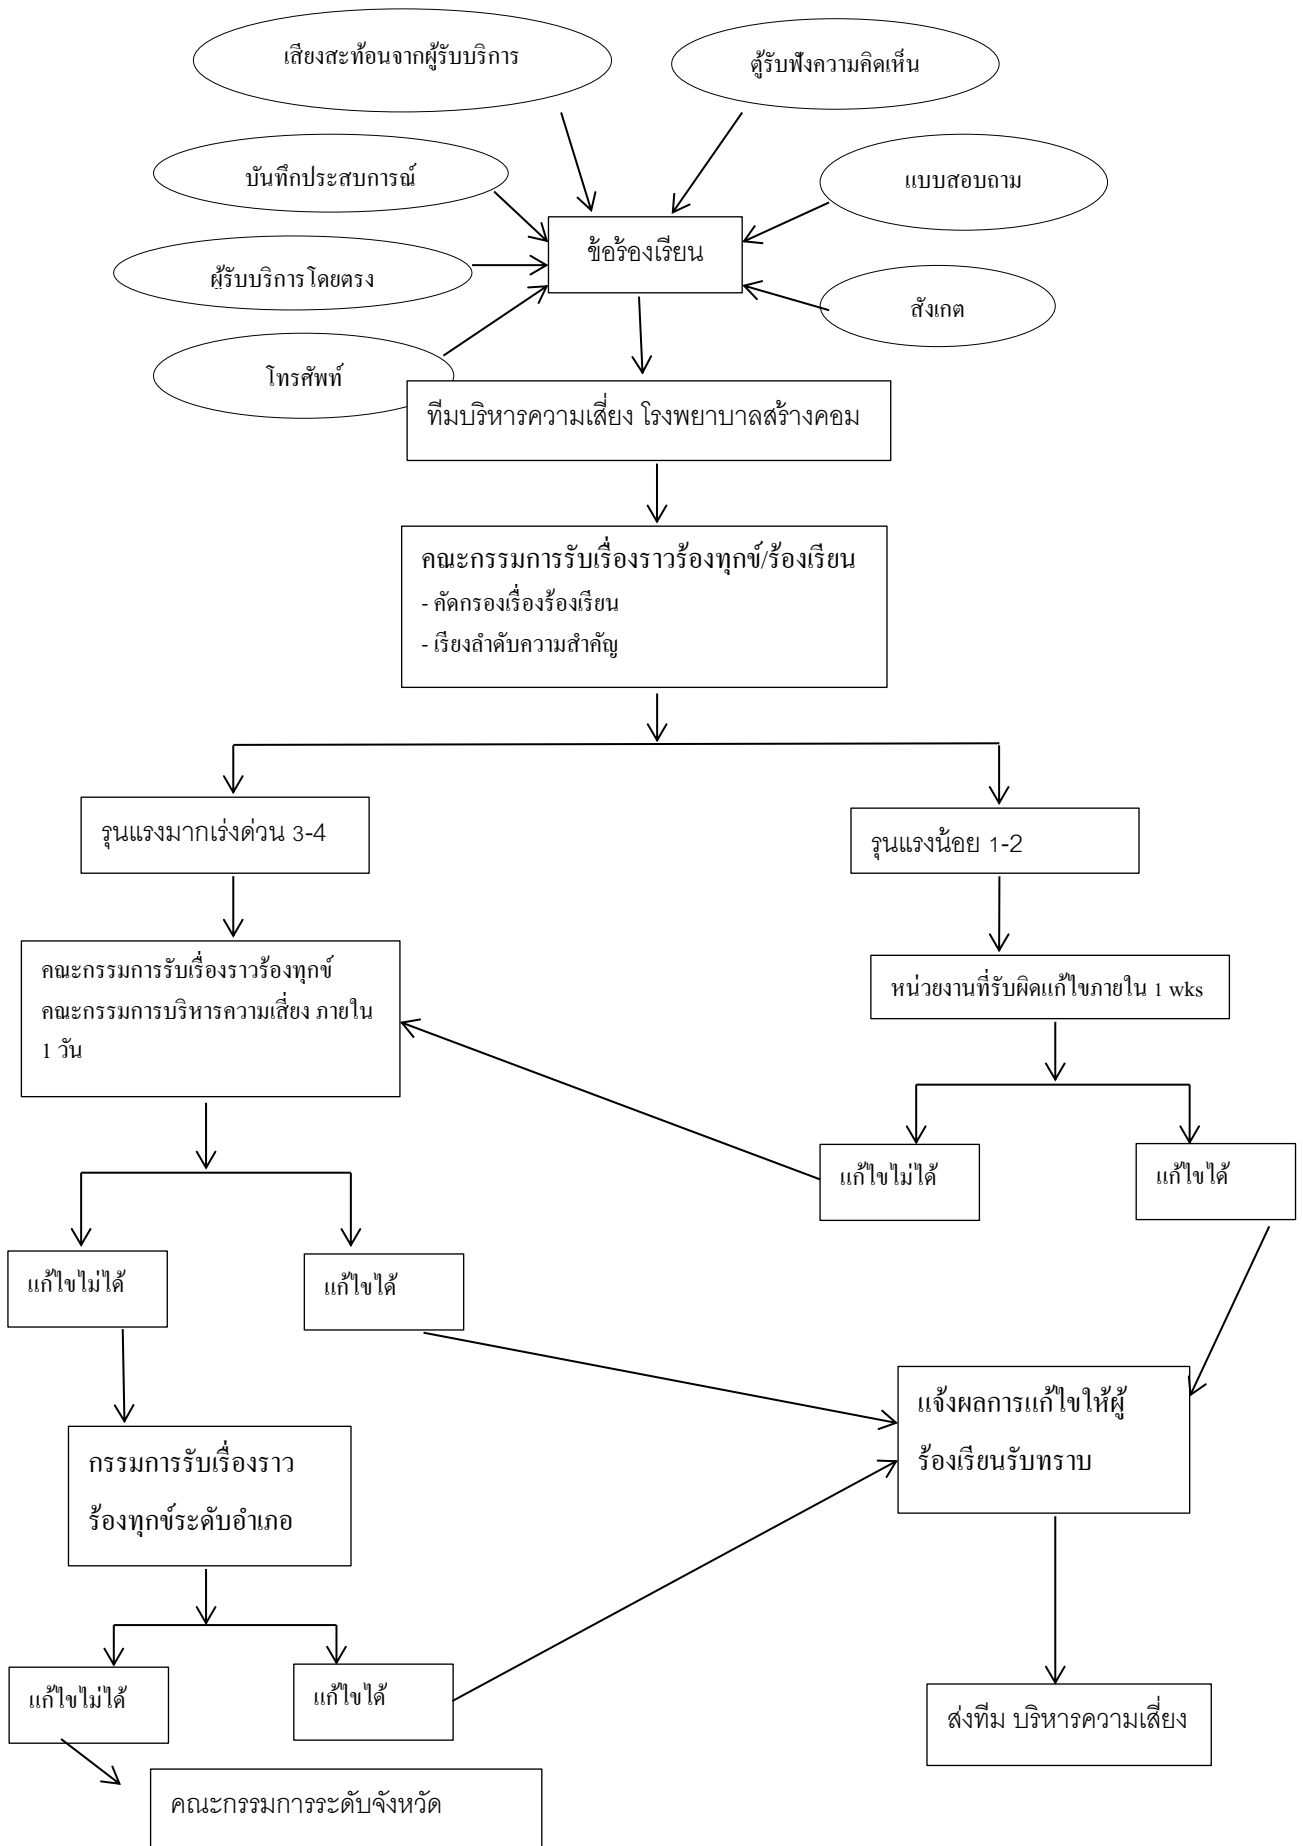 เสียงสะท้อนจากผู้รับบริการ
ตู้รับฟังความคิดเห็น
บันทึกประสบการณ์
แบบสอบถาม
ข้อร้องเรียน
ผู้รับบริการโดยตรง
สังเกต
โทรศัพท์
ทีมบริหารความเสี่ยง โรงพยาบาลสร้างคอม
คณะกรรมการรับเรื่องราวร้องทุกข์/ร้องเรียน
- คัดกรองเรื่องร้องเรียน
- เรียงลำดับความสำคัญ
รุนแรงมากเร่งด่วน 3-4
รุนแรงน้อย 1-2
คณะกรรมการรับเรื่องราวร้องทุกข์
คณะกรรมการบริหารความเสี่ยง ภายใน
1 วัน
หน่วยงานที่รับผิดแก้ไขภายใน 1 wks
แก้ไขไม่ได้
แก้ไขได้
แก้ไขไม่ได้
แก้ไขได้
แจ้งผลการแก้ไขให้ผู้
ร้องเรียนรับทราบ
กรรมการรับเรื่องราว
ร้องทุกข์ระดับอำเภอ
แก้ไขไม่ได้
แก้ไขได้
ส่งทีม บริหารความเสี่ยง
คณะกรรมการระดับจังหวัด